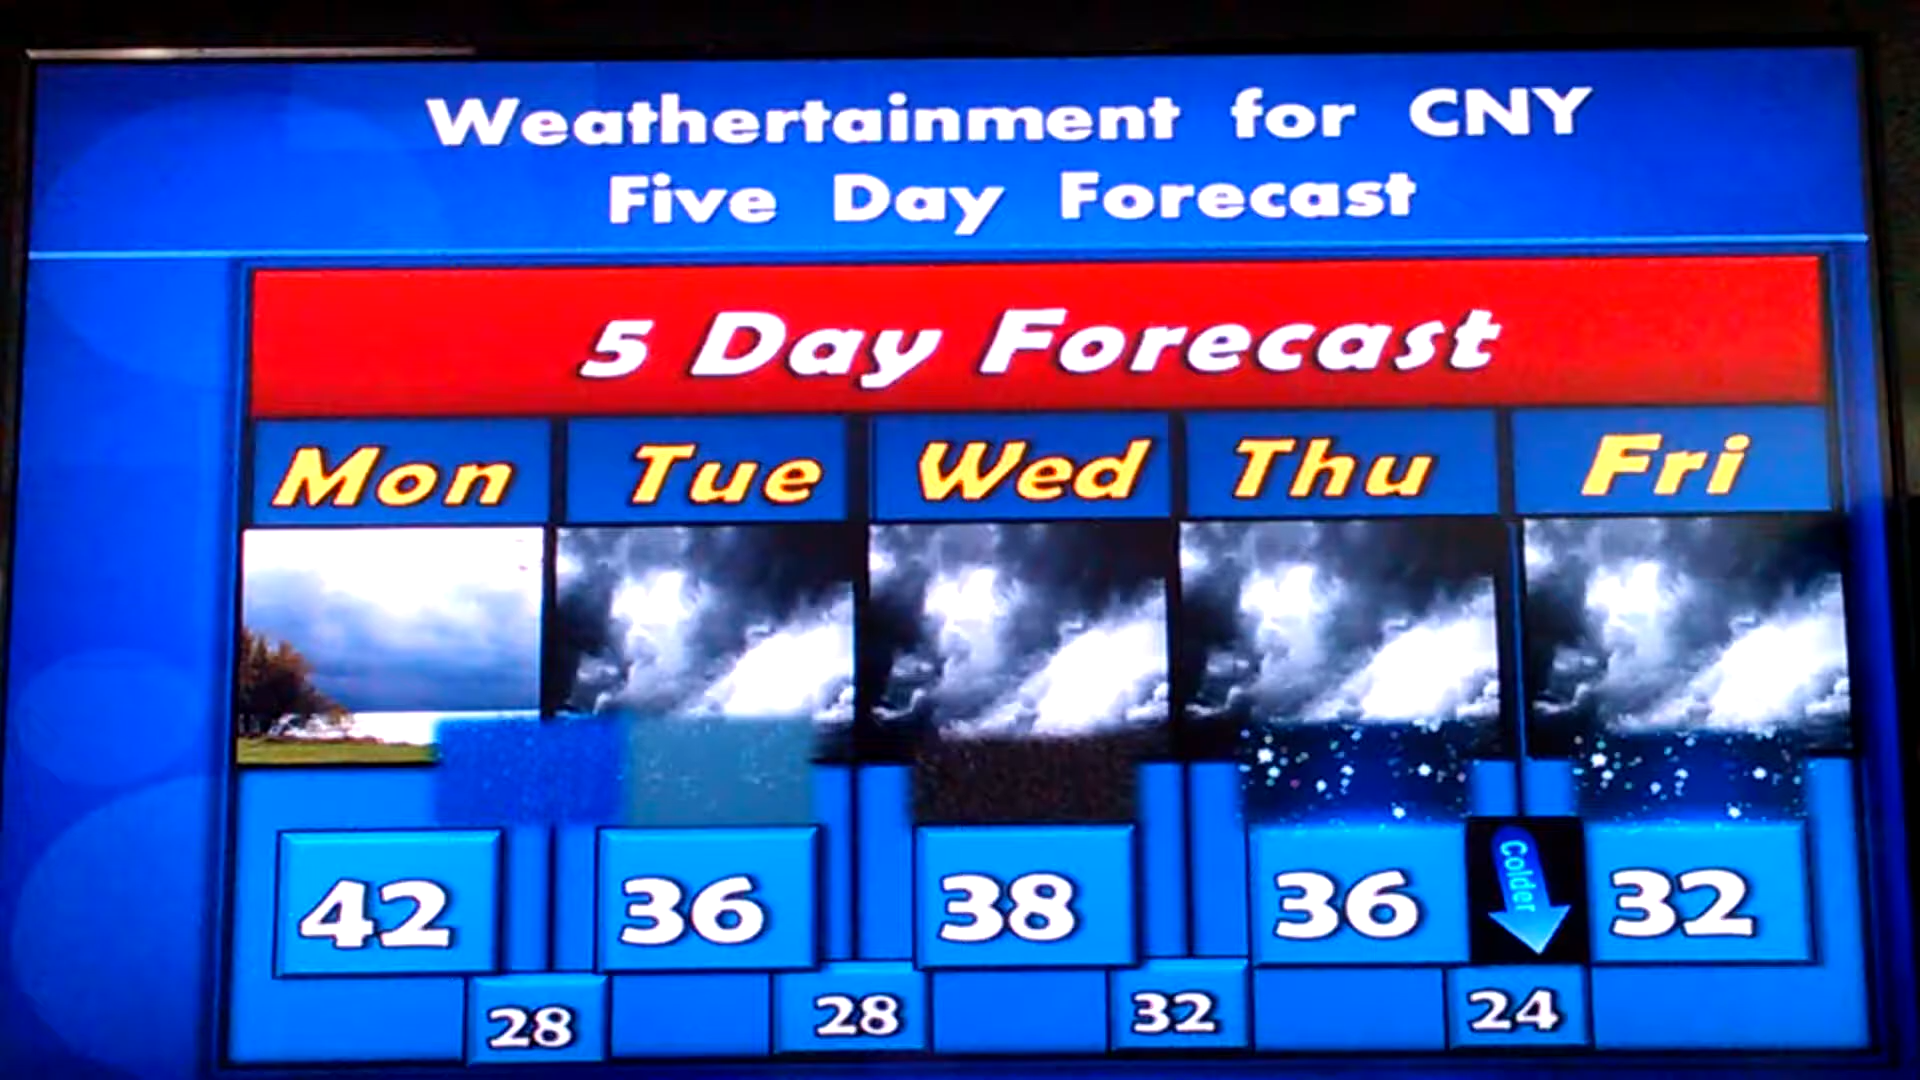 Weathertainment for CNY
Five Day Forecast
5 Day Forecast
Mon Tue Wed Thu Fri
42 36 38 36 Colder 32
28 28 32 24